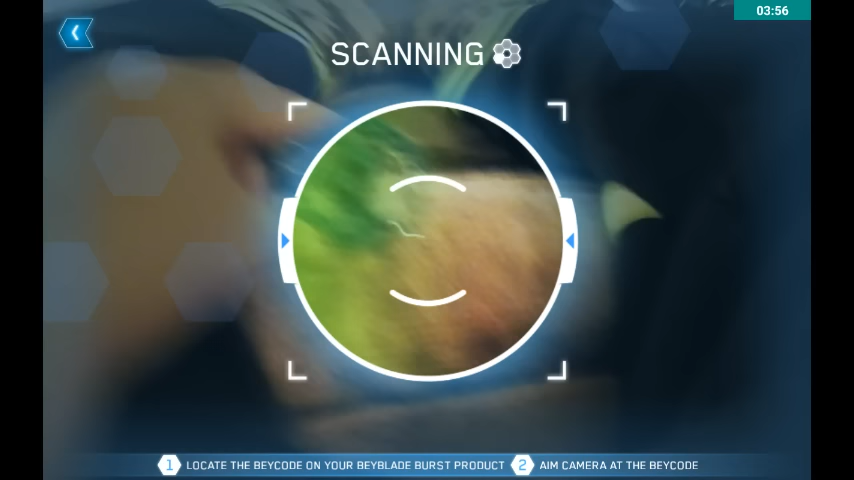 03:56
SCANNING
1 LOCATE THE BEYCODE ON YOUR BEYBLADE BURST PRODUCT 2 AIM CAMERA AT THE BEYCODE